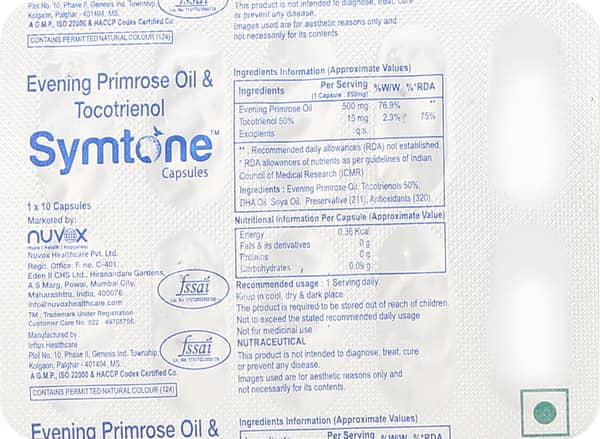 Plot No. 10, Phase II, Genesis Ind. Township,
Kolgaon, Palghar - 401404, MS.
A G.M.P., ISO 22000 & HACCP Codes Certified Co.
CONTAINS PERMITTED NATURAL COLOUR (124)
fssai
This product is not intended to diagnose, treat, cure
or prevent any disease.
Images used are for aesthetic reasons only and
not necessarily for its contents.
Evening Primrose Oil &
Tocotrienol
Symtone™
Capsules
1 x 10 Capsules
Marketed by:
NUVOX
Nuvox Healthcare Pvt. Ltd.
Regd. Office: F. no. C-401,
Eden II CHS Ltd., Hiranandani Gardens,
A S Marg, Powai, Mumbai City,
Maharashtra, India, 400076.
info@nuvoxhealthcare.com
TM : Trademark Under Registration
Customer Care No: 022 - 49706756.
Manufactured by:
Influx Healthcare
Plot No. 10, Phase II, Genesis Ind. Township,
Kolgaon, Palghar - 401404, MS.
A G.M.P., ISO 22000 & HACCP Codes Certified Co.
CONTAINS PERMITTED NATURAL COLOUR (124)
fssai
fssai
Ingredients Information (Approximate Values)
Ingredients Per Serving (1 Capsule : 650mg) %W/W %*RDA
Evening Primrose Oil 500 mg 76.9% **
Tocotrienol 50% 15 mg 2.3% 75%
Excipients q.s.
** : Recommended daily allowances (RDA) not established.
* RDA allowances of nutrients as per guidelines of Indian
Council of Medical Research (ICMR)
Ingredients : Evening Primrose Oil, Tocotrienols 50%,
DHA Oil, Soya Oil, Preservative (211), Antioxidants (320).
Nutritional Information Per Capsule (Approximate Value)
Energy 0.36 Kcal
Fats & its derivatives 0 g
Proteins 0 g
Carbohydrates 0.09 g
Recommended usage : 1 Serving daily.
Keep in cool, dry & dark place
The product is required to be stored out of reach of children
Not to exceed the stated recommended daily usage
Not for medicinal use
NUTRACEUTICAL
This product is not intended to diagnose, treat, cure
or prevent any disease.
Images used are for aesthetic reasons only and
not necessarily for its contents.
Evening Primrose Oil &
Ingredients Information (Approximate Values)
Per Serving %W/W %*RDA